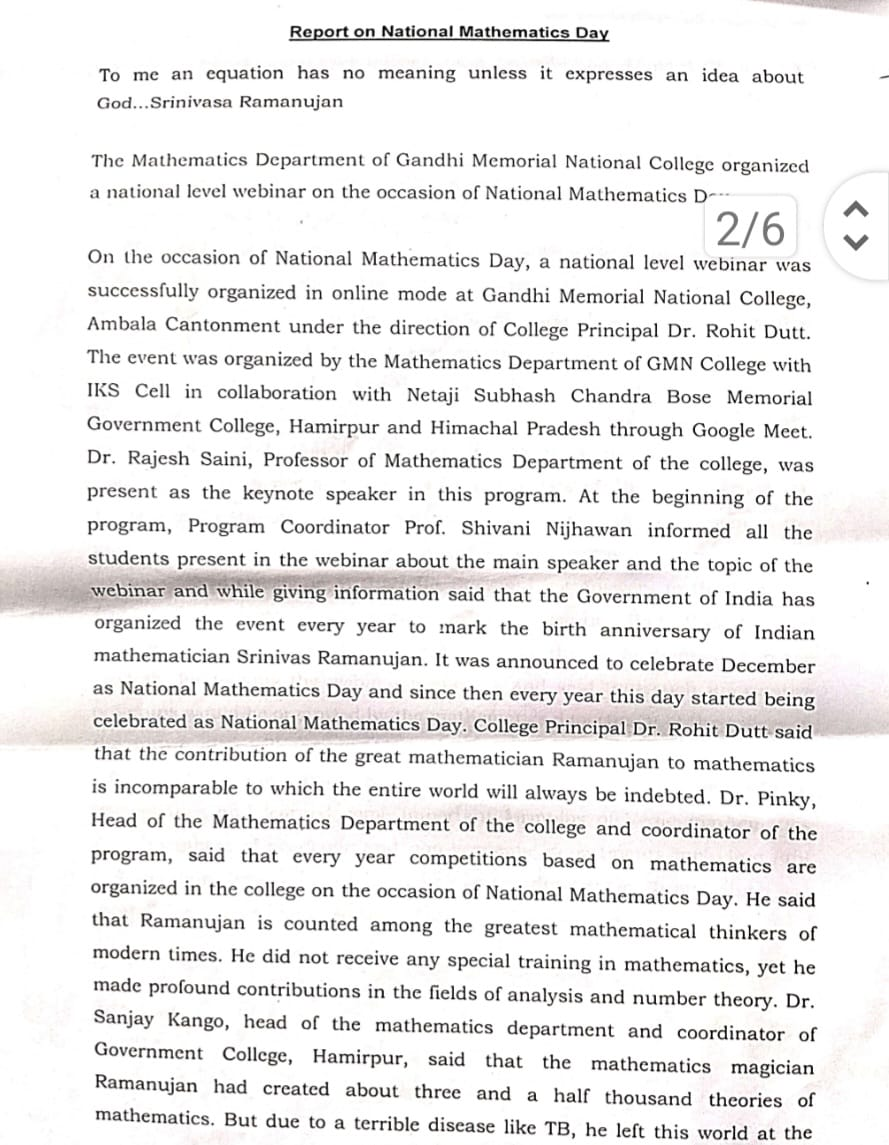 Report on National Mathematics Day
To me an equation has no meaning unless it expresses an idea about
God...Srinivasa Ramanujan
The Mathematics Department of Gandhi Memorial National College organized
a national level webinar on the occasion of National Mathematics
2/6
On the occasion of National Mathematics Day, a national level webinar was
successfully organized in online mode at Gandhi Memorial National College,
Ambala Cantonment under the direction of College Principal Dr. Rohit Dutt.
The event was organized by the Mathematics Department of GMN College with
IKS Cell in collaboration with Netaji Subhash Chandra Bose Memorial
Government College, Hamirpur and Himachal Pradesh through Google Meet.
Dr. Rajesh Saini, Professor of Mathematics Department of the college, was
present as the keynote speaker in this program. At the beginning of the
program, Program Coordinator Prof. Shivani Nijhawan informed all the
students present in the webinar about the main speaker and the topic of the
webinar and while giving information said that the Government of India has
organized the event every year to mark the birth anniversary of Indian
mathematician Srinivas Ramanujan. It was announced to celebrate December
as National Mathematics Day and since then every year this day started being
celebrated as National Mathematics Day. College Principal Dr. Rohit Dutt said
that the contribution of the great mathematician Ramanujan to mathematics
is incomparable to which the entire world will always be indebted. Dr. Pinky,
Head of the Mathematics Department of the college and coordinator of the
program, said that every year competitions based on mathematics are
organized in the college on the occasion of National Mathematics Day. He said
that Ramanujan is counted among the greatest mathematical thinkers of
modern times. He did not receive any special training in mathematics, yet he
made profound contributions in the fields of analysis and number theory. Dr.
Sanjay Kango, head of the mathematics department and coordinator of
Government College, Hamirpur, said that the mathematics magician
Ramanujan had created about three and a half thousand theories of
mathematics. But due to a terrible disease like TB, he left this world at the